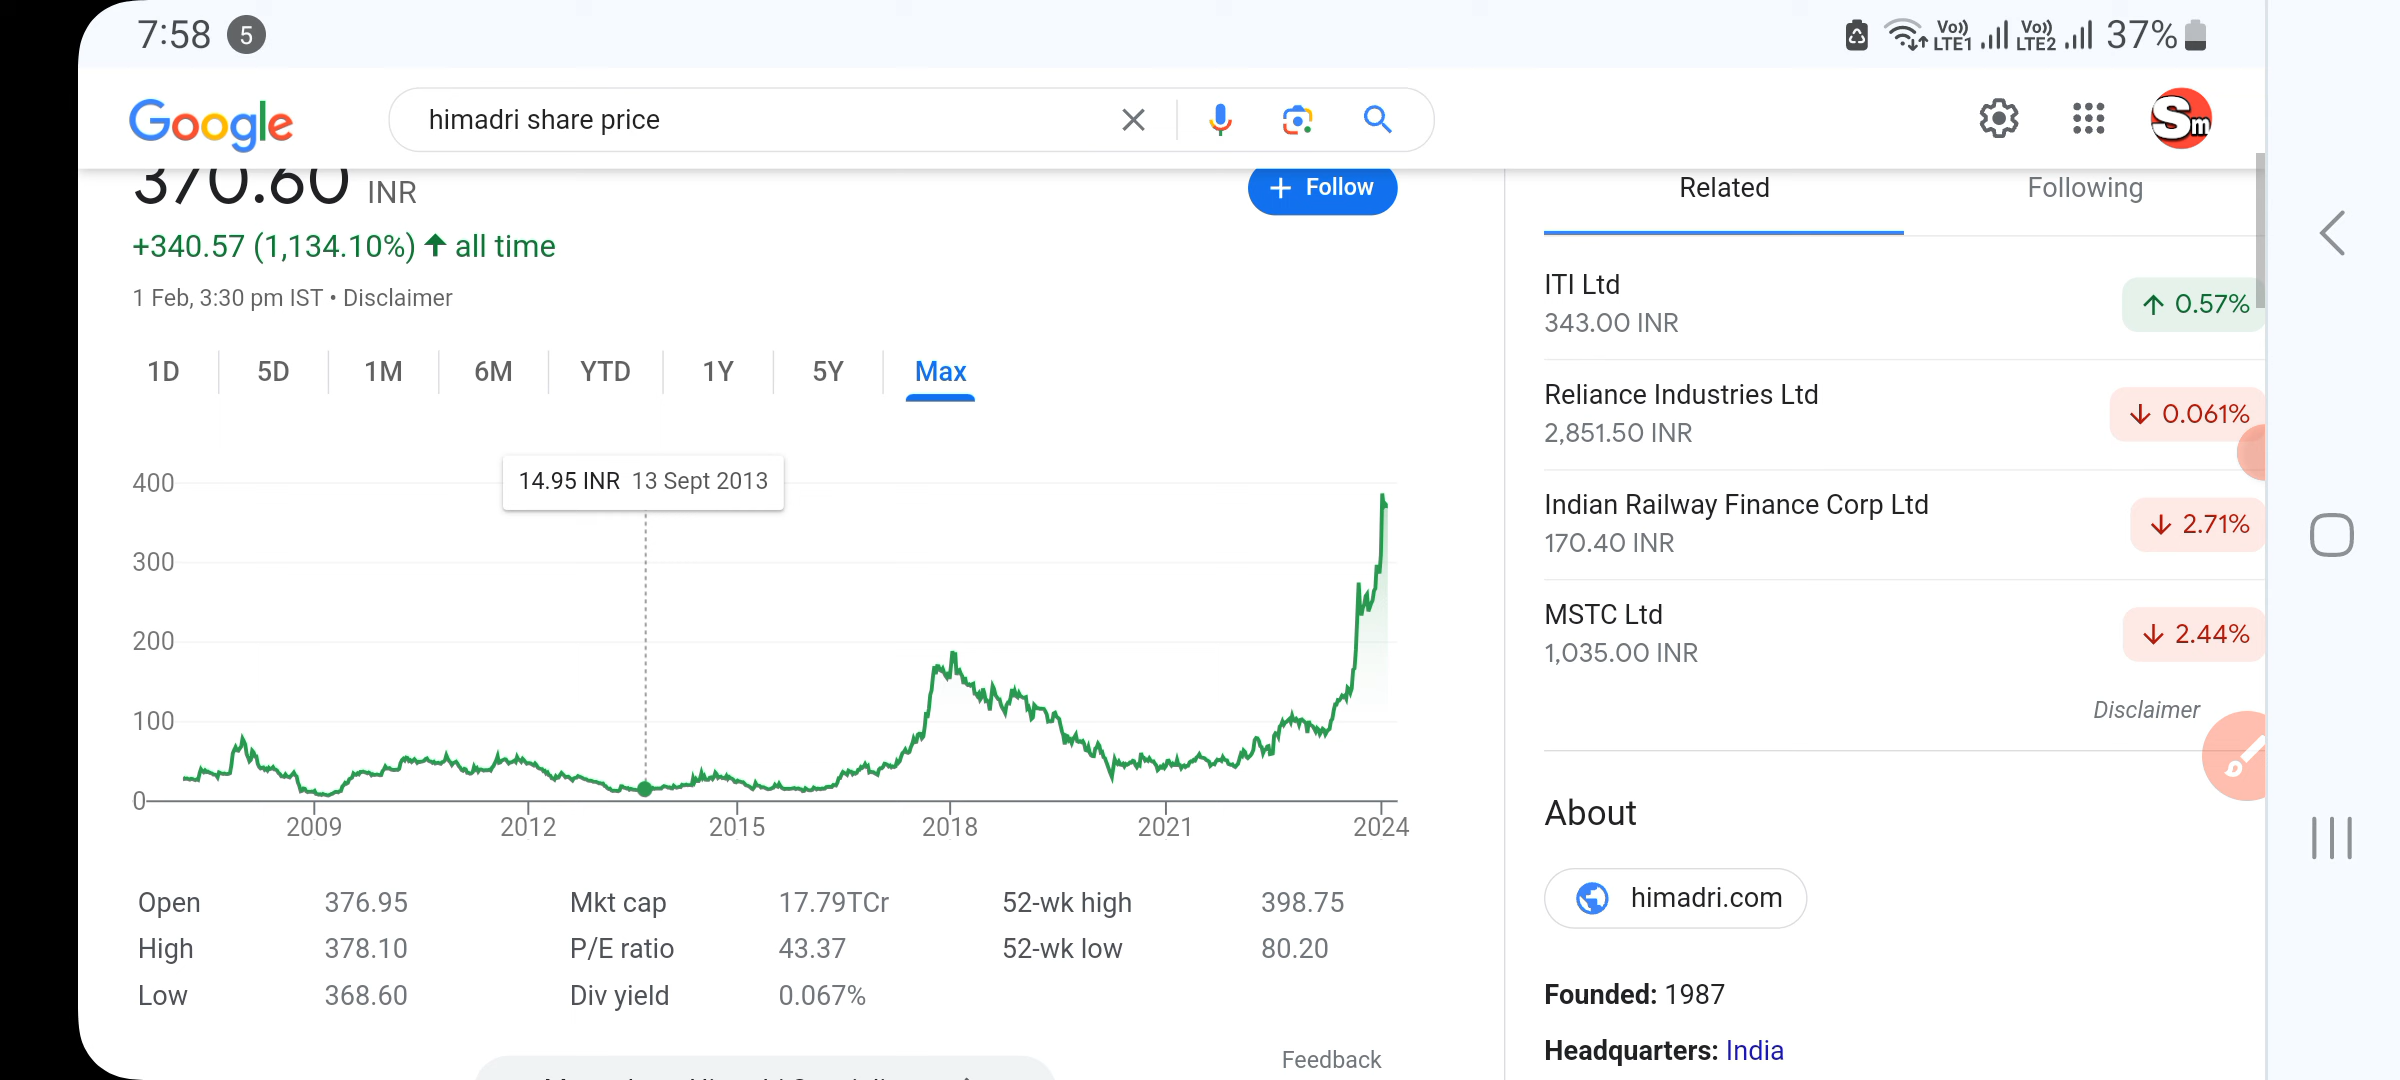 7:58 5
Vo)) LTE1 Vo)) LTE2 37%
Google
himadri share price
Sm
370.60 INR
+ Follow
+340.57 (1,134.10%) ↑ all time
1 Feb, 3:30 pm IST • Disclaimer
1D 5D 1M 6M YTD 1Y 5Y Max
14.95 INR 13 Sept 2013
400
300
200
100
0
2009 2012 2015 2018 2021 2024
Open 376.95 Mkt cap 17.79TCr 52-wk high 398.75
High 378.10 P/E ratio 43.37 52-wk low 80.20
Low 368.60 Div yield 0.067%
Feedback
Related Following
ITI Ltd
343.00 INR
↑ 0.57%
Reliance Industries Ltd
2,851.50 INR
↓ 0.061%
Indian Railway Finance Corp Ltd
170.40 INR
↓ 2.71%
MSTC Ltd
1,035.00 INR
↓ 2.44%
Disclaimer
About
himadri.com
Founded: 1987
Headquarters: India